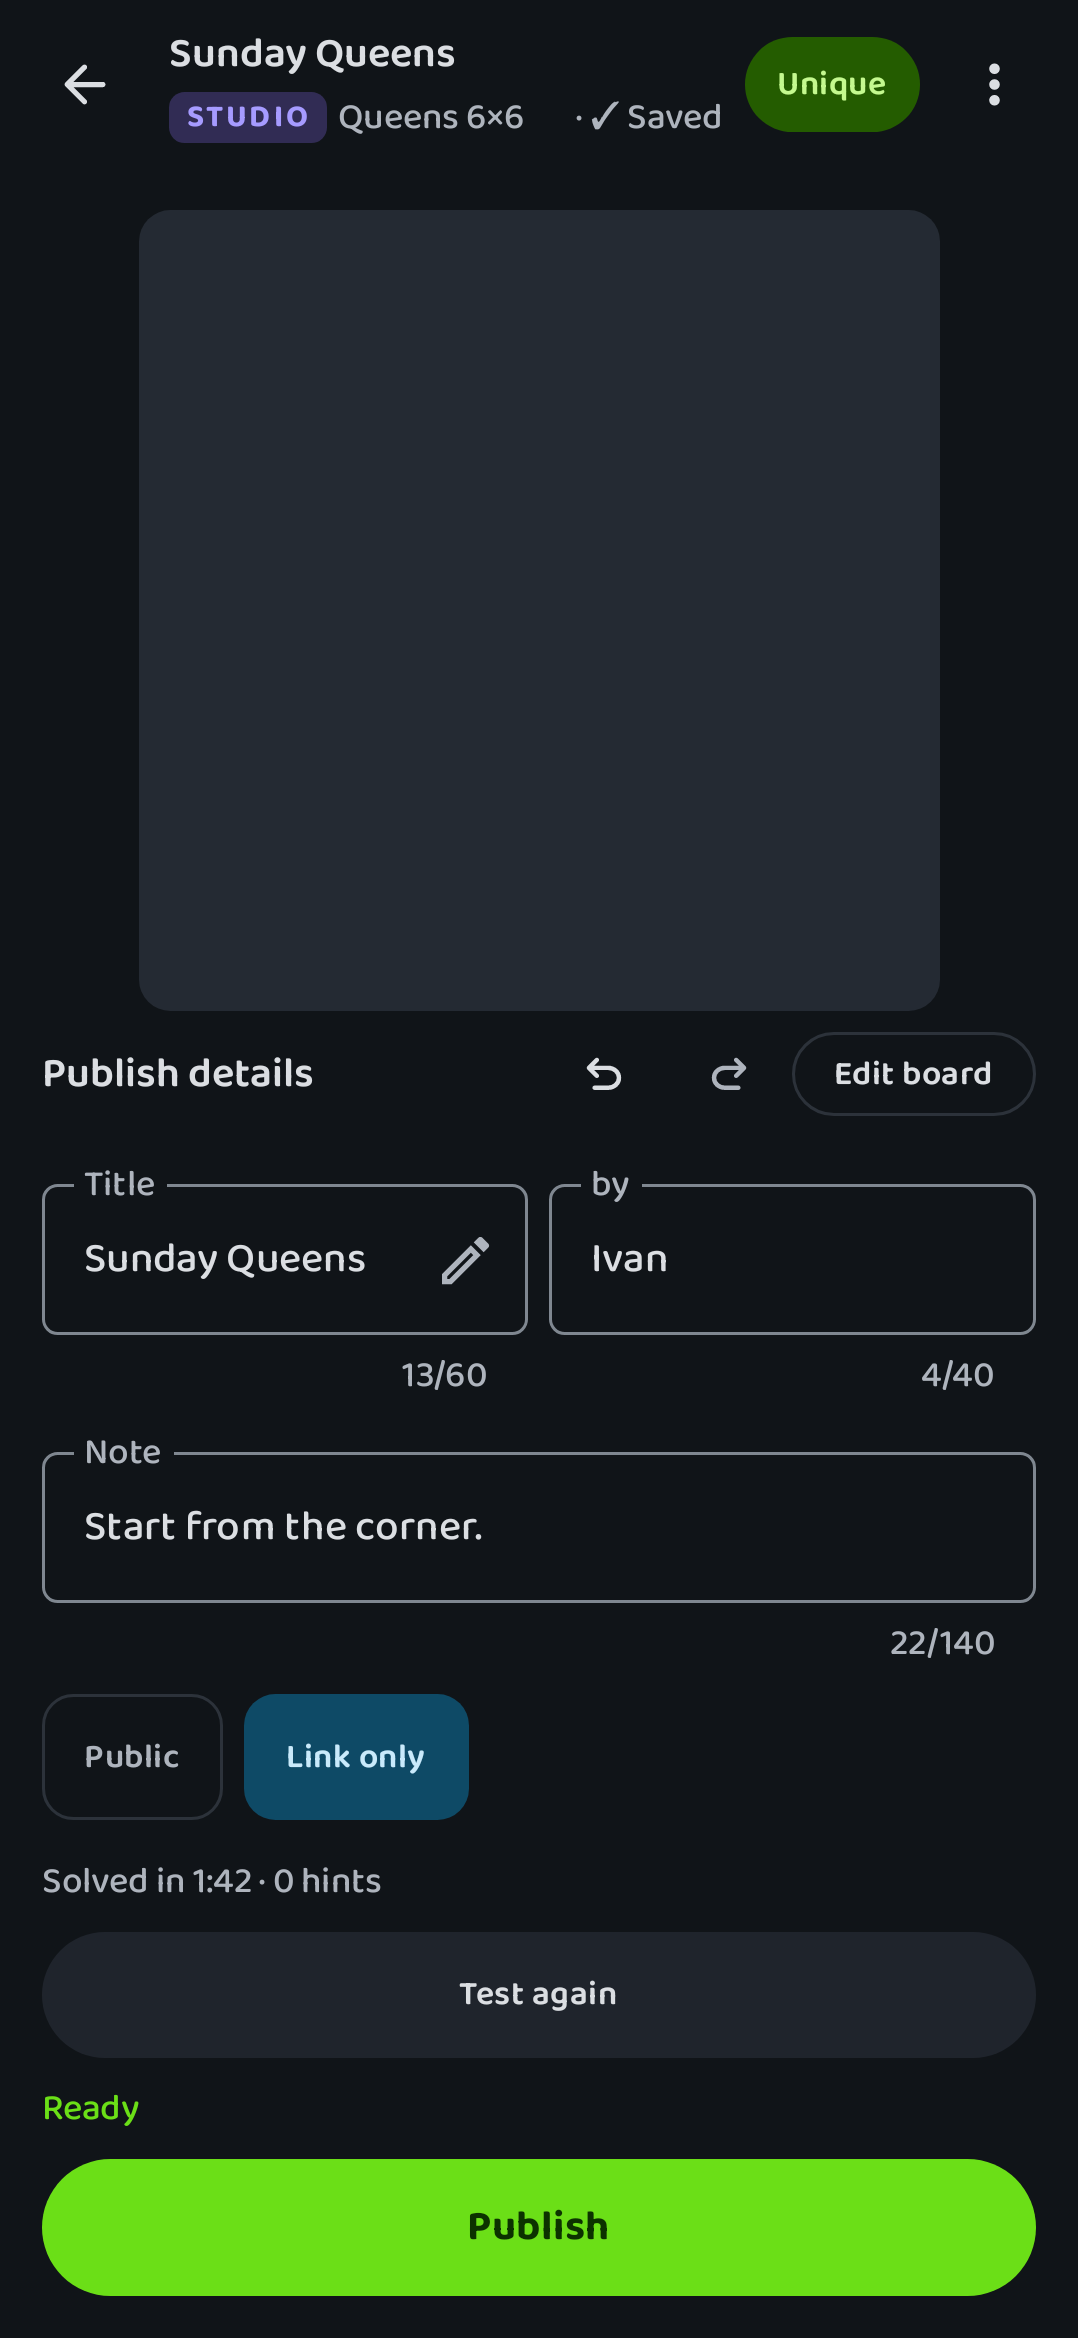 Sunday Queens
STUDIO Queens 6×6 · ✓ Saved
Unique
Publish details
Edit board
Title
Sunday Queens
13/60
by
Ivan
4/40
Note
Start from the corner.
22/140
Public
Link only
Solved in 1:42 · 0 hints
Test again
Ready
Publish